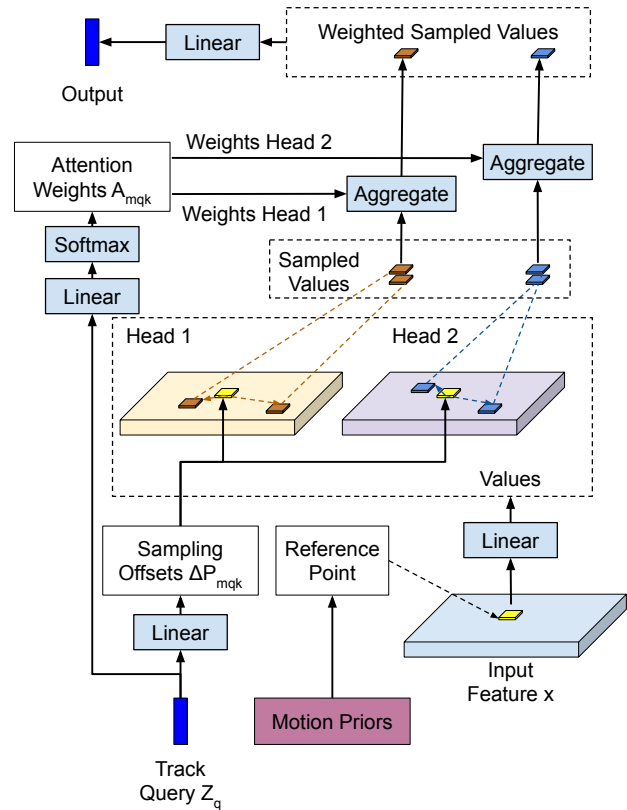 Weighted Sampled Values
Linear
Output
Weights Head 2
Attention
Weights A_mqk
Aggregate
Aggregate
Weights Head 1
Softmax
Sampled
Values
Linear
Head 1
Head 2
Values
Sampling
Offsets ΔP_mqk
Reference
Point
Linear
Linear
Input
Feature x
Motion Priors
Track
Query Z_q